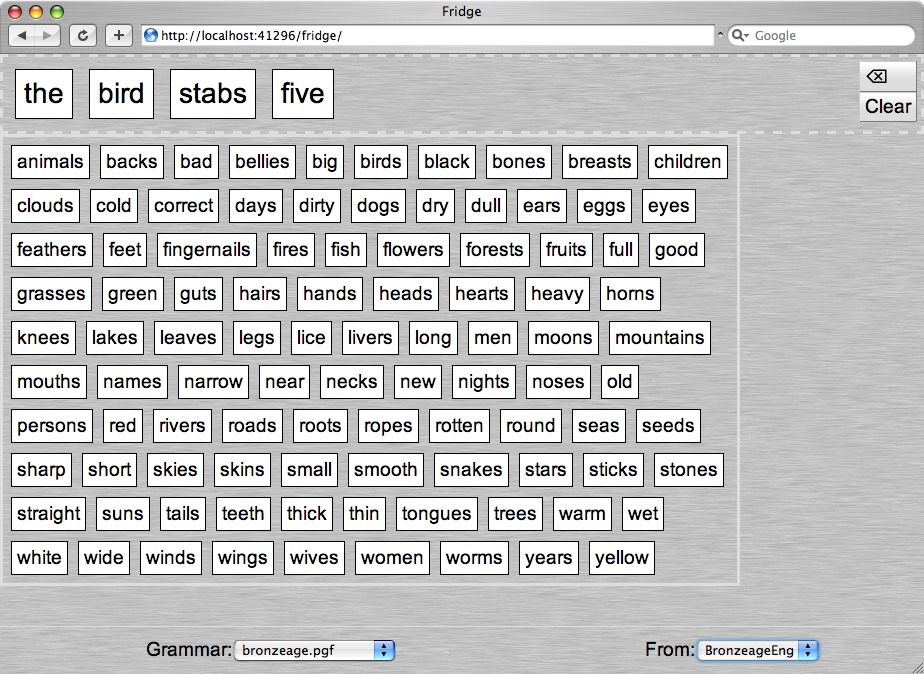 Fridge
http://localhost:41296/fridge/ Google
the bird stabs five
Clear
animals backs bad bellies big birds black bones breasts children
clouds cold correct days dirty dogs dry dull ears eggs eyes
feathers feet fingernails fires fish flowers forests fruits full good
grasses green guts hairs hands heads hearts heavy horns
knees lakes leaves legs lice livers long men moons mountains
mouths names narrow near necks new nights noses old
persons red rivers roads roots ropes rotten round seas seeds
sharp short skies skins small smooth snakes stars sticks stones
straight suns tails teeth thick thin tongues trees warm wet
white wide winds wings wives women worms years yellow
Grammar: bronzeage.pgf From: BronzeageEng